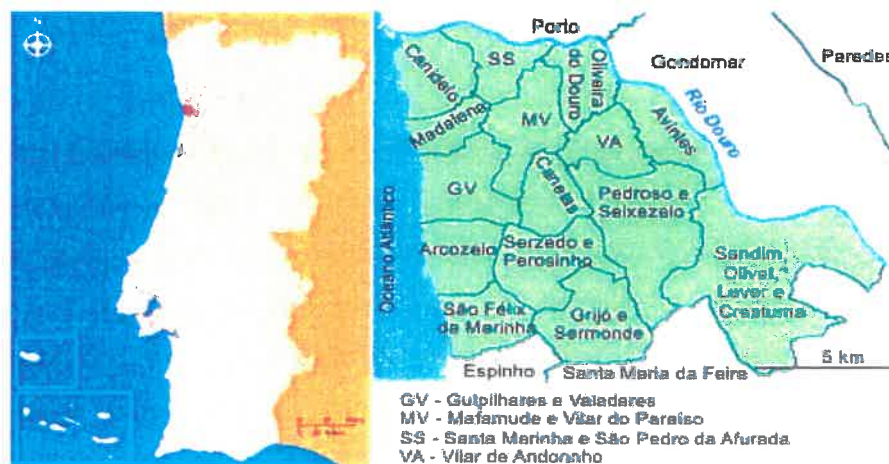 Porto
Gondomar
Paredes
Canidelo
SS
Oliveira
do Douro
Rio Douro
Madalena
MV
Avintes
VA
GV
Canelas
Pedroso e
Seixezelo
Oceano Atlântico
Arcozelo
Serzedo e
Perosinho
Sandim,
Olival,
Lever e
Crestuma
São Félix
da Marinha
Grijó e
Sermonde
5 km
Espinho
Santa Maria da Feira
GV - Gulpilhares e Valadares
MV - Mafamude e Vilar do Paraíso
SS - Santa Marinha e São Pedro da Afurada
VA - Vilar de Andorinho